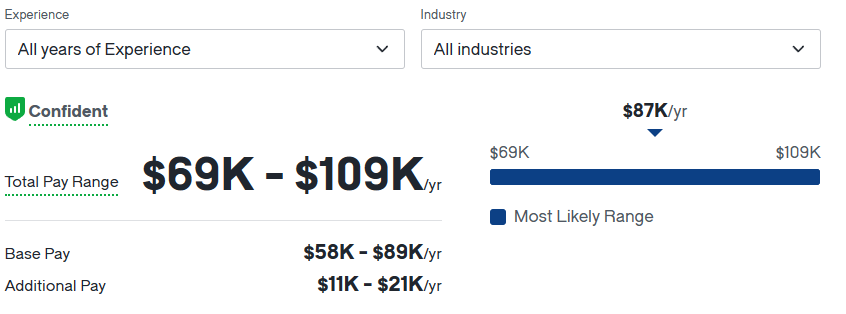 Experience
Industry
All years of Experience
All industries
Confident
Total Pay Range
$69K - $109K/yr
Base Pay
$58K - $89K/yr
Additional Pay
$11K - $21K/yr
$87K/yr
$69K
$109K
Most Likely Range